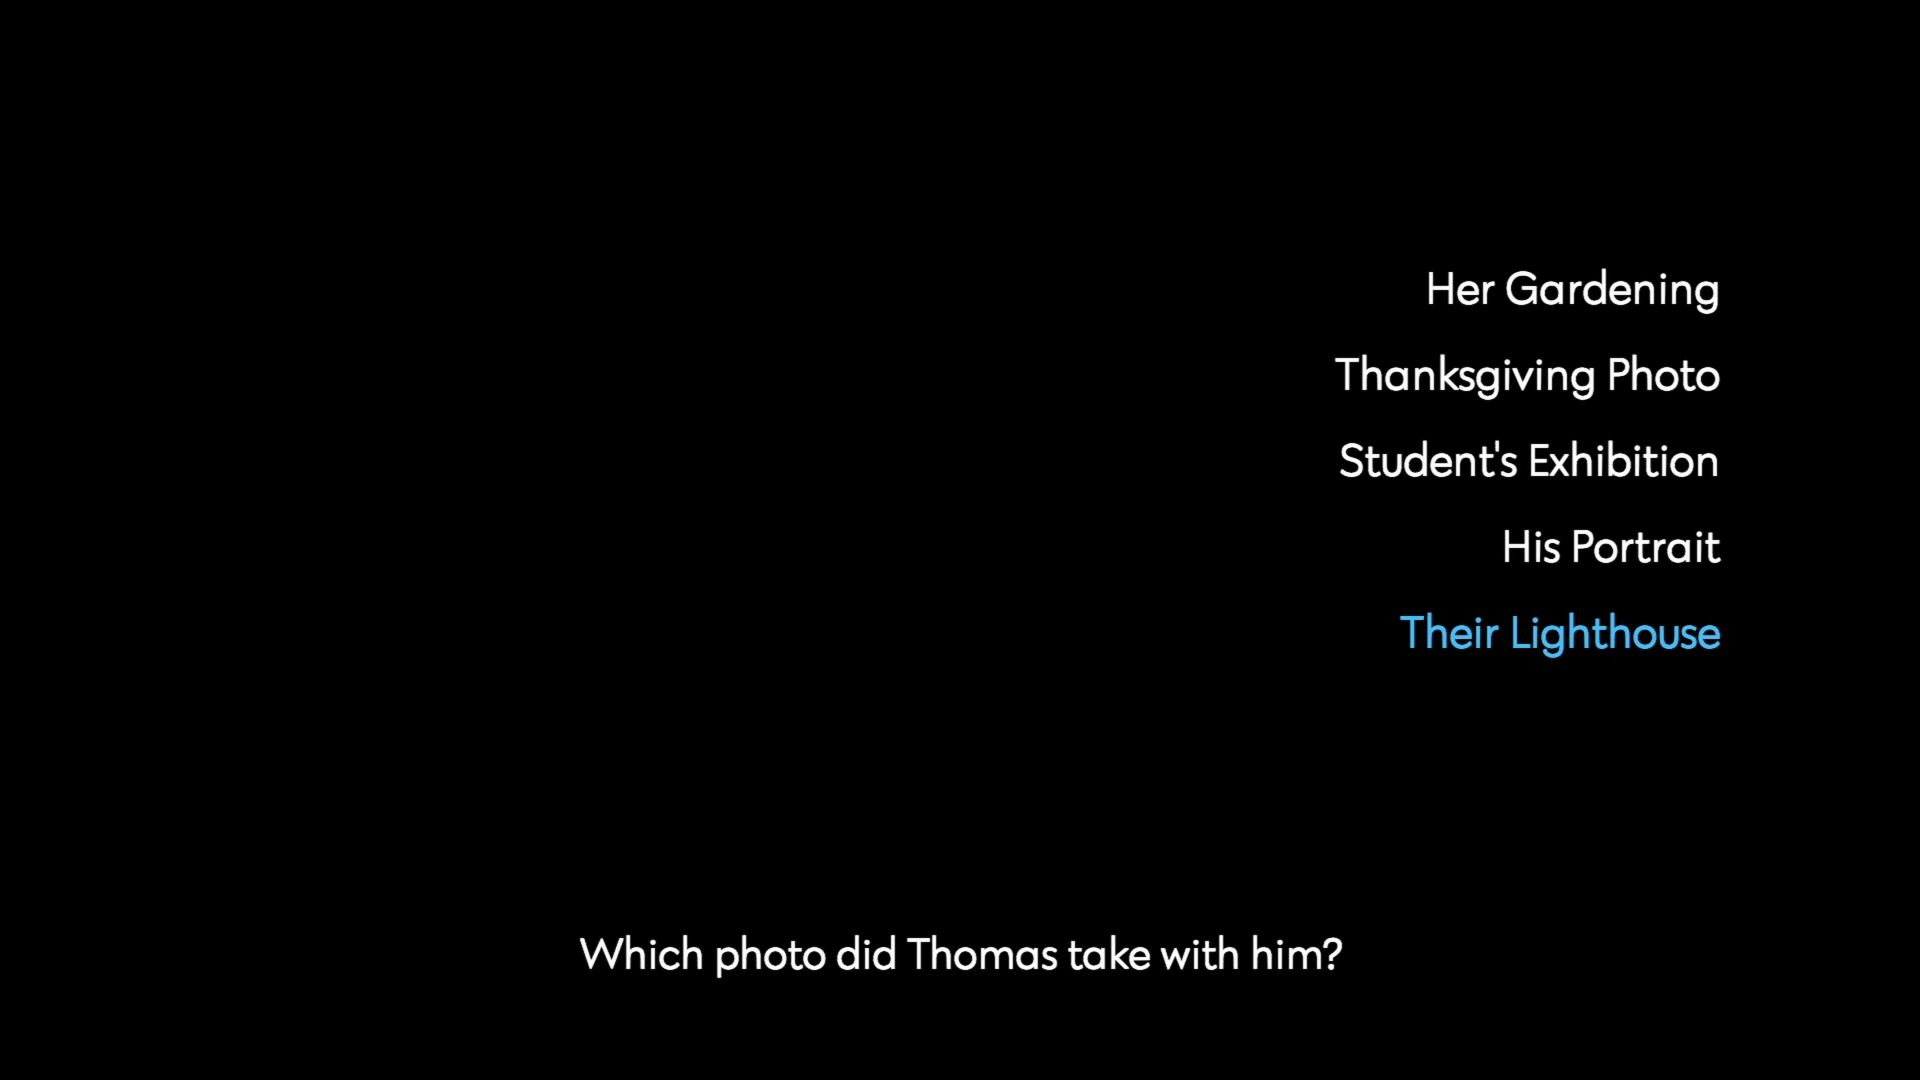 Her Gardening
Thanksgiving Photo
Student's Exhibition
His Portrait
Their Lighthouse
Which photo did Thomas take with him?